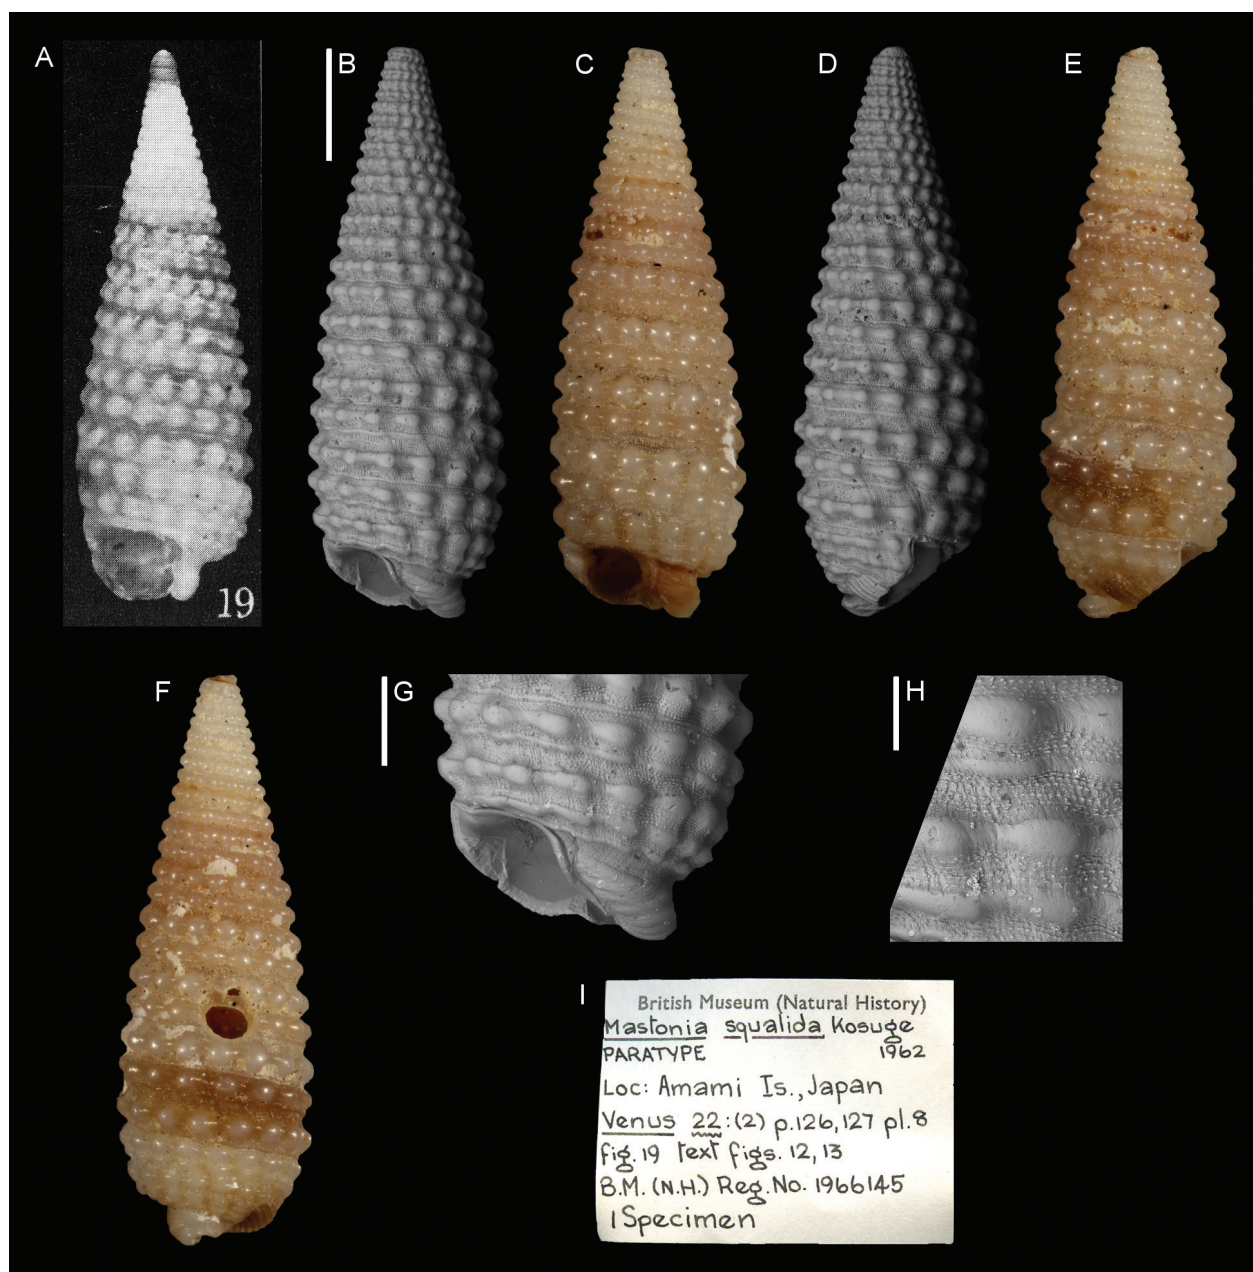 A
B
C
D
E
19
F
G
H
I
British Museum (Natural History)
Mastonia squalida Kosuge
PARATYPE 1962
Loc: Amami Is., Japan
Venus 22:(2) p.126,127 pl.8
fig.19 text figs. 12,13
B.M. (N.H.) Reg. No. 1966145
1 Specimen